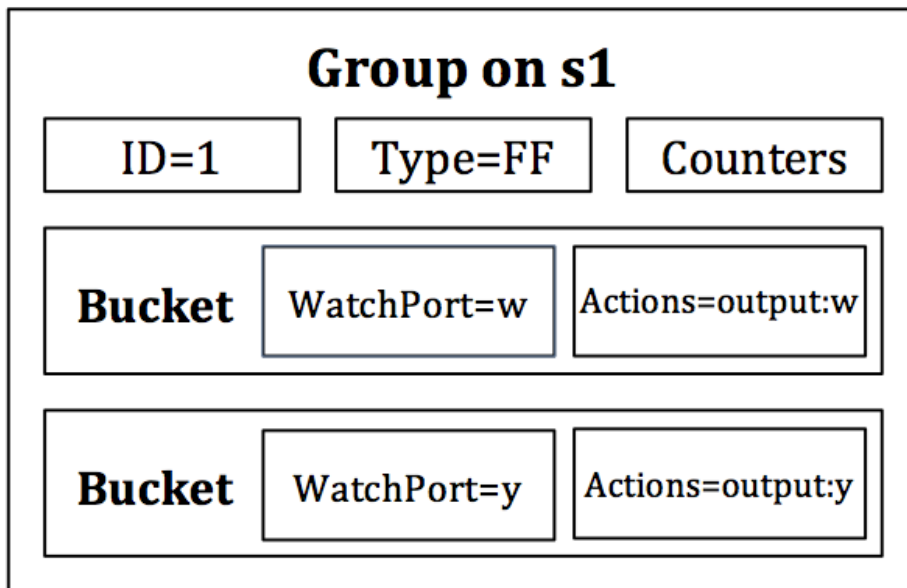 Group on s1
ID=1 Type=FF Counters
Bucket WatchPort=w Actions=output:w
Bucket WatchPort=y Actions=output:y